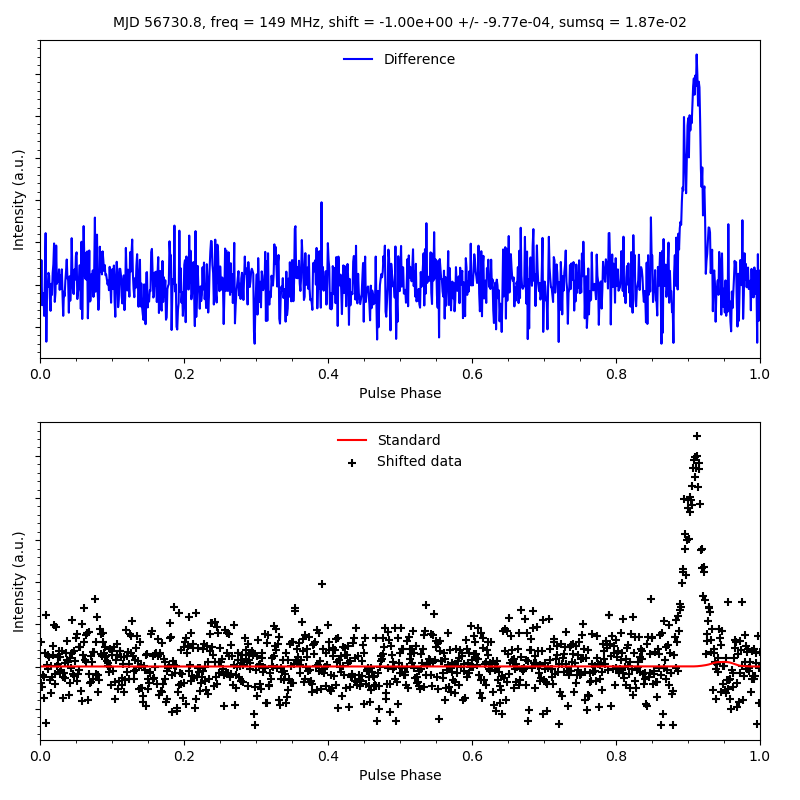 MJD 56730.8, freq = 149 MHz, shift = -1.00e+00 +/- -9.77e-04, sumsq = 1.87e-02
Difference
Intensity (a.u.)
0.0 0.2 0.4 0.6 0.8 1.0
Pulse Phase
Standard
Shifted data
Intensity (a.u.)
0.0 0.2 0.4 0.6 0.8 1.0
Pulse Phase